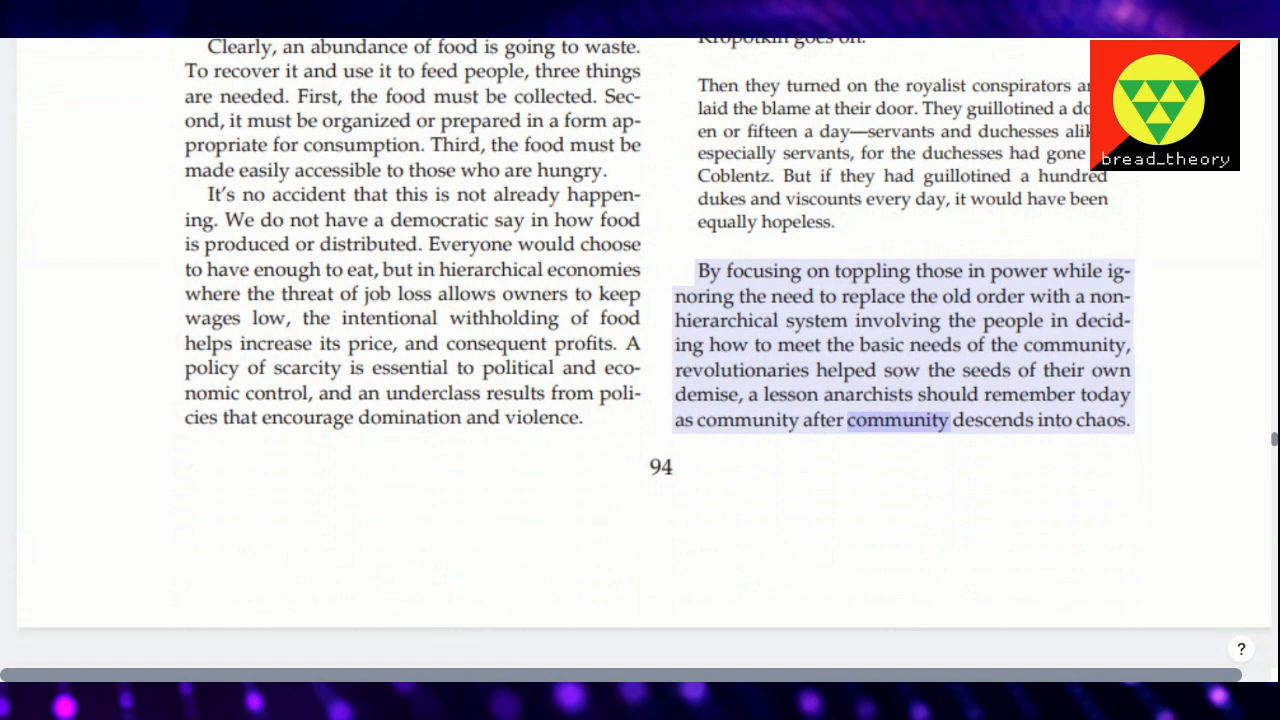 Clearly, an abundance of food is going to waste.
To recover it and use it to feed people, three things
are needed. First, the food must be collected. Sec-
ond, it must be organized or prepared in a form ap-
propriate for consumption. Third, the food must be
made easily accessible to those who are hungry.
It's no accident that this is not already happen-
ing. We do not have a democratic say in how food
is produced or distributed. Everyone would choose
to have enough to eat, but in hierarchical economies
where the threat of job loss allows owners to keep
wages low, the intentional withholding of food
helps increase its price, and consequent profits. A
policy of scarcity is essential to political and eco-
nomic control, and an underclass results from poli-
cies that encourage domination and violence.
Kropotkin goes on:
Then they turned on the royalist conspirators
laid the blame at their door. They guillotined a
en or fifteen a day—servants and duchesses
especially servants, for the duchesses had gone
Coblentz. But if they had guillotined a hundred
dukes and viscounts every day, it would have been
equally hopeless.
By focusing on toppling those in power while ig-
noring the need to replace the old order with a non-
hierarchical system involving the people in decid-
ing how to meet the basic needs of the community,
revolutionaries helped sow the seeds of their own
demise, a lesson anarchists should remember today
as community after community descends into chaos.
94
bread_theory
?